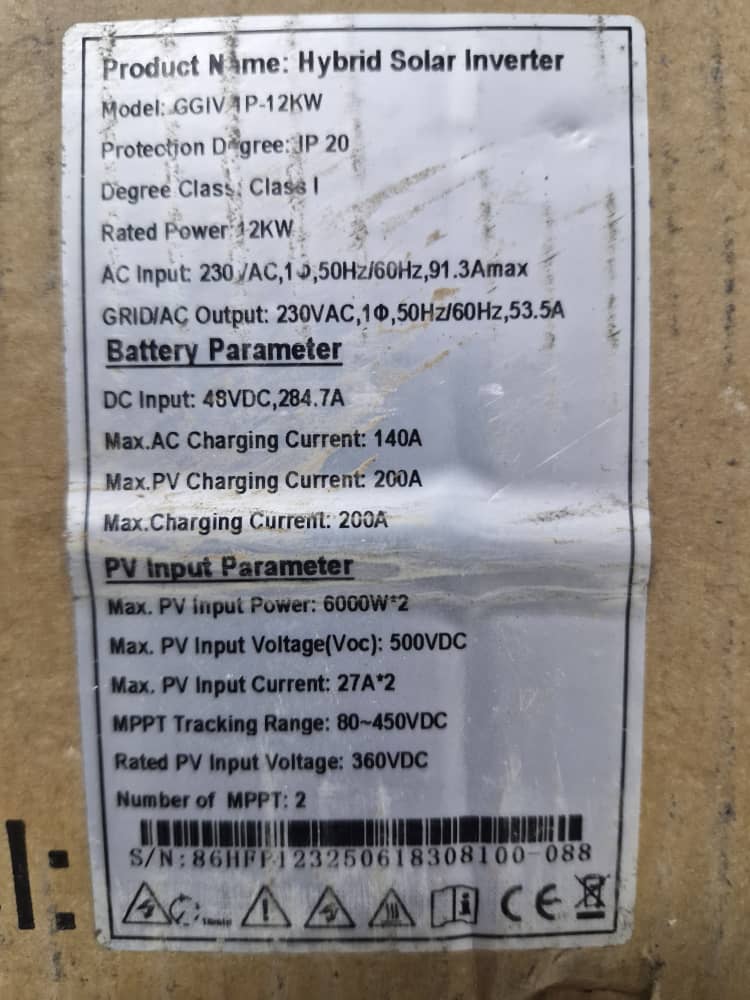 Product Name: Hybrid Solar Inverter
Model: GGIV 1P-12KW
Protection Degree: IP 20
Degree Class: Class I
Rated Power 12KW
AC Input: 230V/AC,1Φ,50Hz/60Hz,91.3Amax
GRID/AC Output: 230VAC,1Φ,50Hz/60Hz,53.5A
Battery Parameter
DC Input: 48VDC,284.7A
Max.AC Charging Current: 140A
Max.PV Charging Current: 200A
Max.Charging Current: 200A
PV Input Parameter
Max. PV Input Power: 6000W*2
Max. PV Input Voltage(Voc): 500VDC
Max. PV Input Current: 27A*2
MPPT Tracking Range: 80~450VDC
Rated PV Input Voltage: 360VDC
Number of MPPT: 2
CE